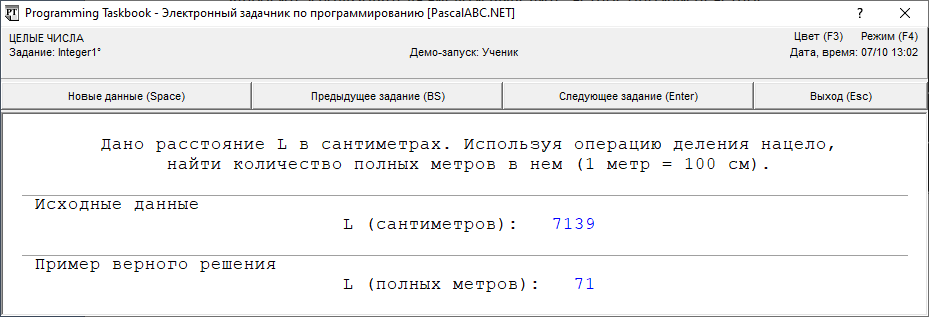 Programming Taskbook - Электронный задачник по программированию [PascalABC.NET]
ЦЕЛЫЕ ЧИСЛА
Цвет (F3) Режим (F4)
Задание: Integer1°
Демо-запуск: Ученик
Дата, время: 07/10 13:02
Новые данные (Space)
Предыдущее задание (BS)
Следующее задание (Enter)
Выход (Esc)
Дано расстояние L в сантиметрах. Используя операцию деления нацело,
найти количество полных метров в нем (1 метр = 100 см).
Исходные данные
L (сантиметров): 7139
Пример верного решения
L (полных метров): 71